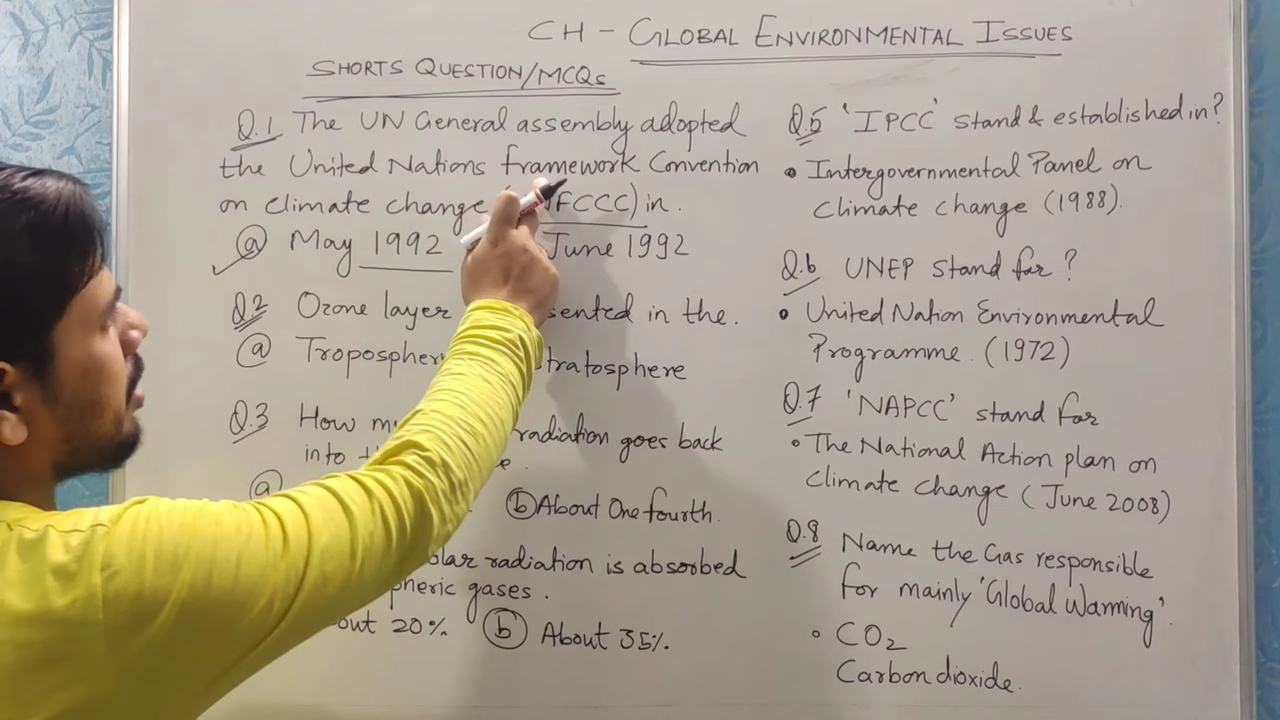 CH - GLOBAL ENVIRONMENTAL ISSUES
SHORTS QUESTION/MCQs
Q.1 The UN General assembly adopted
the United Nations framework Convention
on climate change FCCC) in.
ⓐ May 1992 June 1992
Q.2 Ozone layer sented in the.
ⓐ Tropospher tratosphere
Q.3 How m radiation goes back
into
ⓐ ⓑ About One fourth.
olar radiation is absorbed
pheric gases.
out 20%. ⓑ About 35%.
Q.5 'IPCC' stand & established in?
• Intergovernmental Panel on
climate change (1988).
Q.6 UNEP stand for?
• United Nation Environmental
Programme. (1972)
Q.7 'NAPCC' stand for
• The National Action plan on
climate change (June 2008)
Q.8 Name the Gas responsible
for mainly 'Global Warming'.
• CO₂
Carbon dioxide.